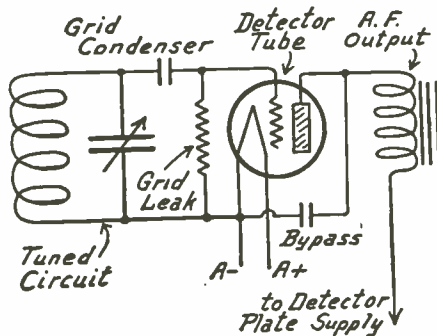 Grid
Condenser
Detector
Tube
A.F.
Output
Grid
Leak
Tuned
Circuit
A-
A+
Bypass
to Detector
Plate Supply